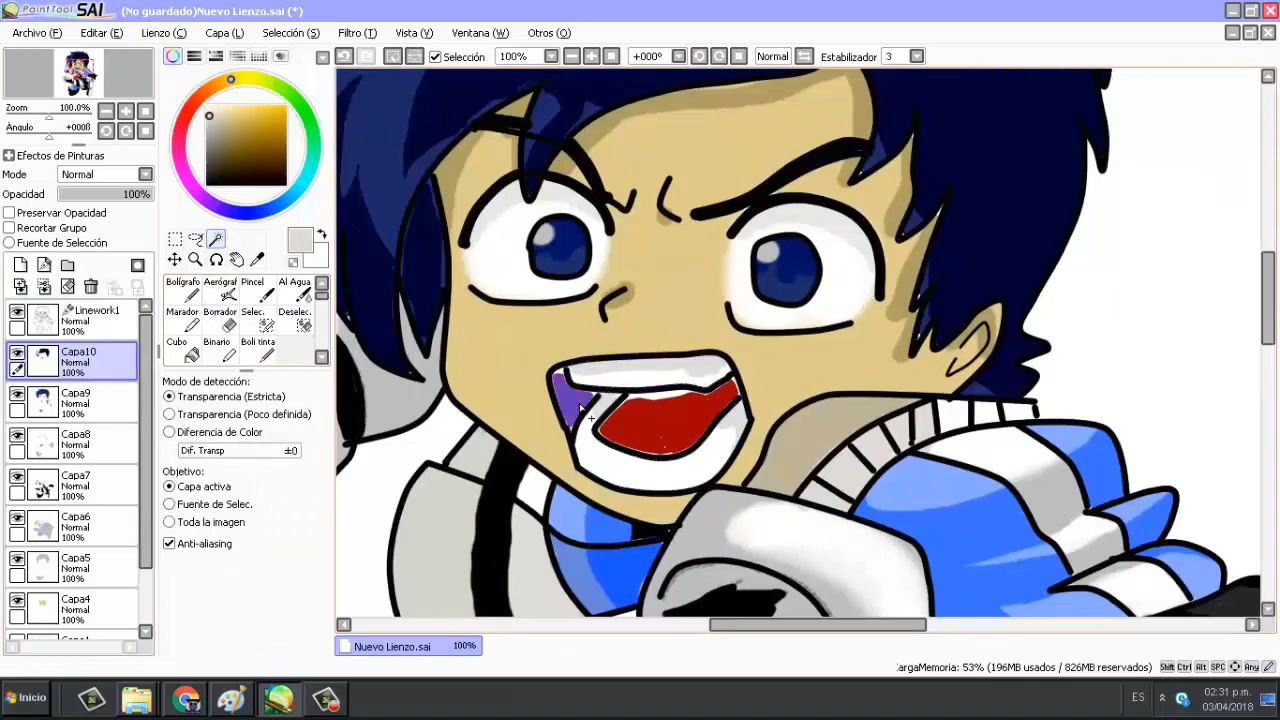 PaintTool SAI (No guardado)Nuevo Lienzo.sai (*)
Archivo (F) Editar (E) Lienzo (C) Capa (L) Selección (S) Filtro (T) Vista (V) Ventana (W) Otros (O)
Selección 100% +000º Normal Estabilizador 3
Zoom 100.0%
Ángulo +000ß
Efectos de Pinturas
Modo Normal
Opacidad 100%
Preservar Opacidad
Recortar Grupo
Fuente de Selección
Linework1
Normal
100%
Capa10
Normal
100%
Capa9
Normal
100%
Capa8
Normal
100%
Capa7
Normal
100%
Capa6
Normal
100%
Capa5
Normal
100%
Capa4
Normal
100%
Bolígrafo Aerógraf Pincel Al Agua
Marador Borrador Selec. Deselec.
Cubo Binario Boli tinta
Modo de detección:
Transparencia (Estricta)
Transparencia (Poco definida)
Diferencia de Color
Dif. Transp ±0
Objetivo:
Capa activa
Fuente de Selec.
Toda la imagen
Anti-aliasing
Nuevo Lienzo.sai 100%
argaMemoria: 53% (196MB usados / 826MB reservados) Shift Ctrl Alt SPC Any
Inicio
ES
02:31 p.m.
03/04/2018